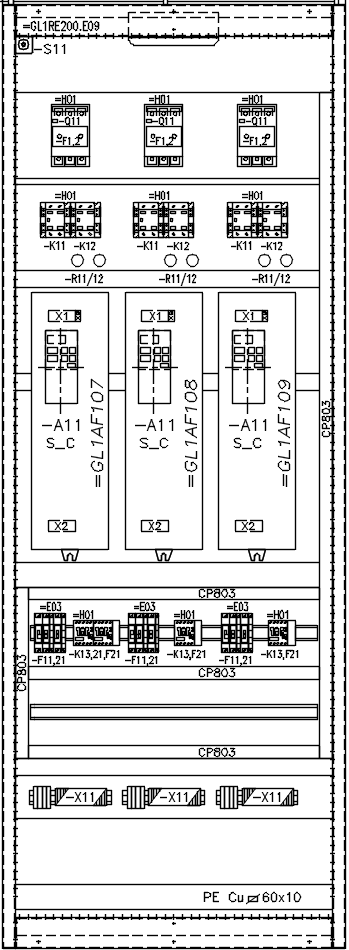 =GL1RE200.E09
-S11
=H01 =H01 =H01
-Q11 -Q11 -Q11
F1,2 F1,2 F1,2
=H01 =H01 =H01
-K11 -K12 -K11 -K12 -K11 -K12
-R11/12 -R11/12 -R11/12
X1 X1 X1
=GL1AF107 =GL1AF108 =GL1AF109
CP803
-A11 -A11 -A11
S_C S_C S_C
X2 X2 X2
CP803
=E03 =H01 =E03 =H01 =E03 =H01
-F11,21 -K13,21,F21 -F11,21 -K13,F21 -F11,21 -K13,F21
CP803
CP803
CP803
-X11 -X11 -X11
PE Cu 60x10